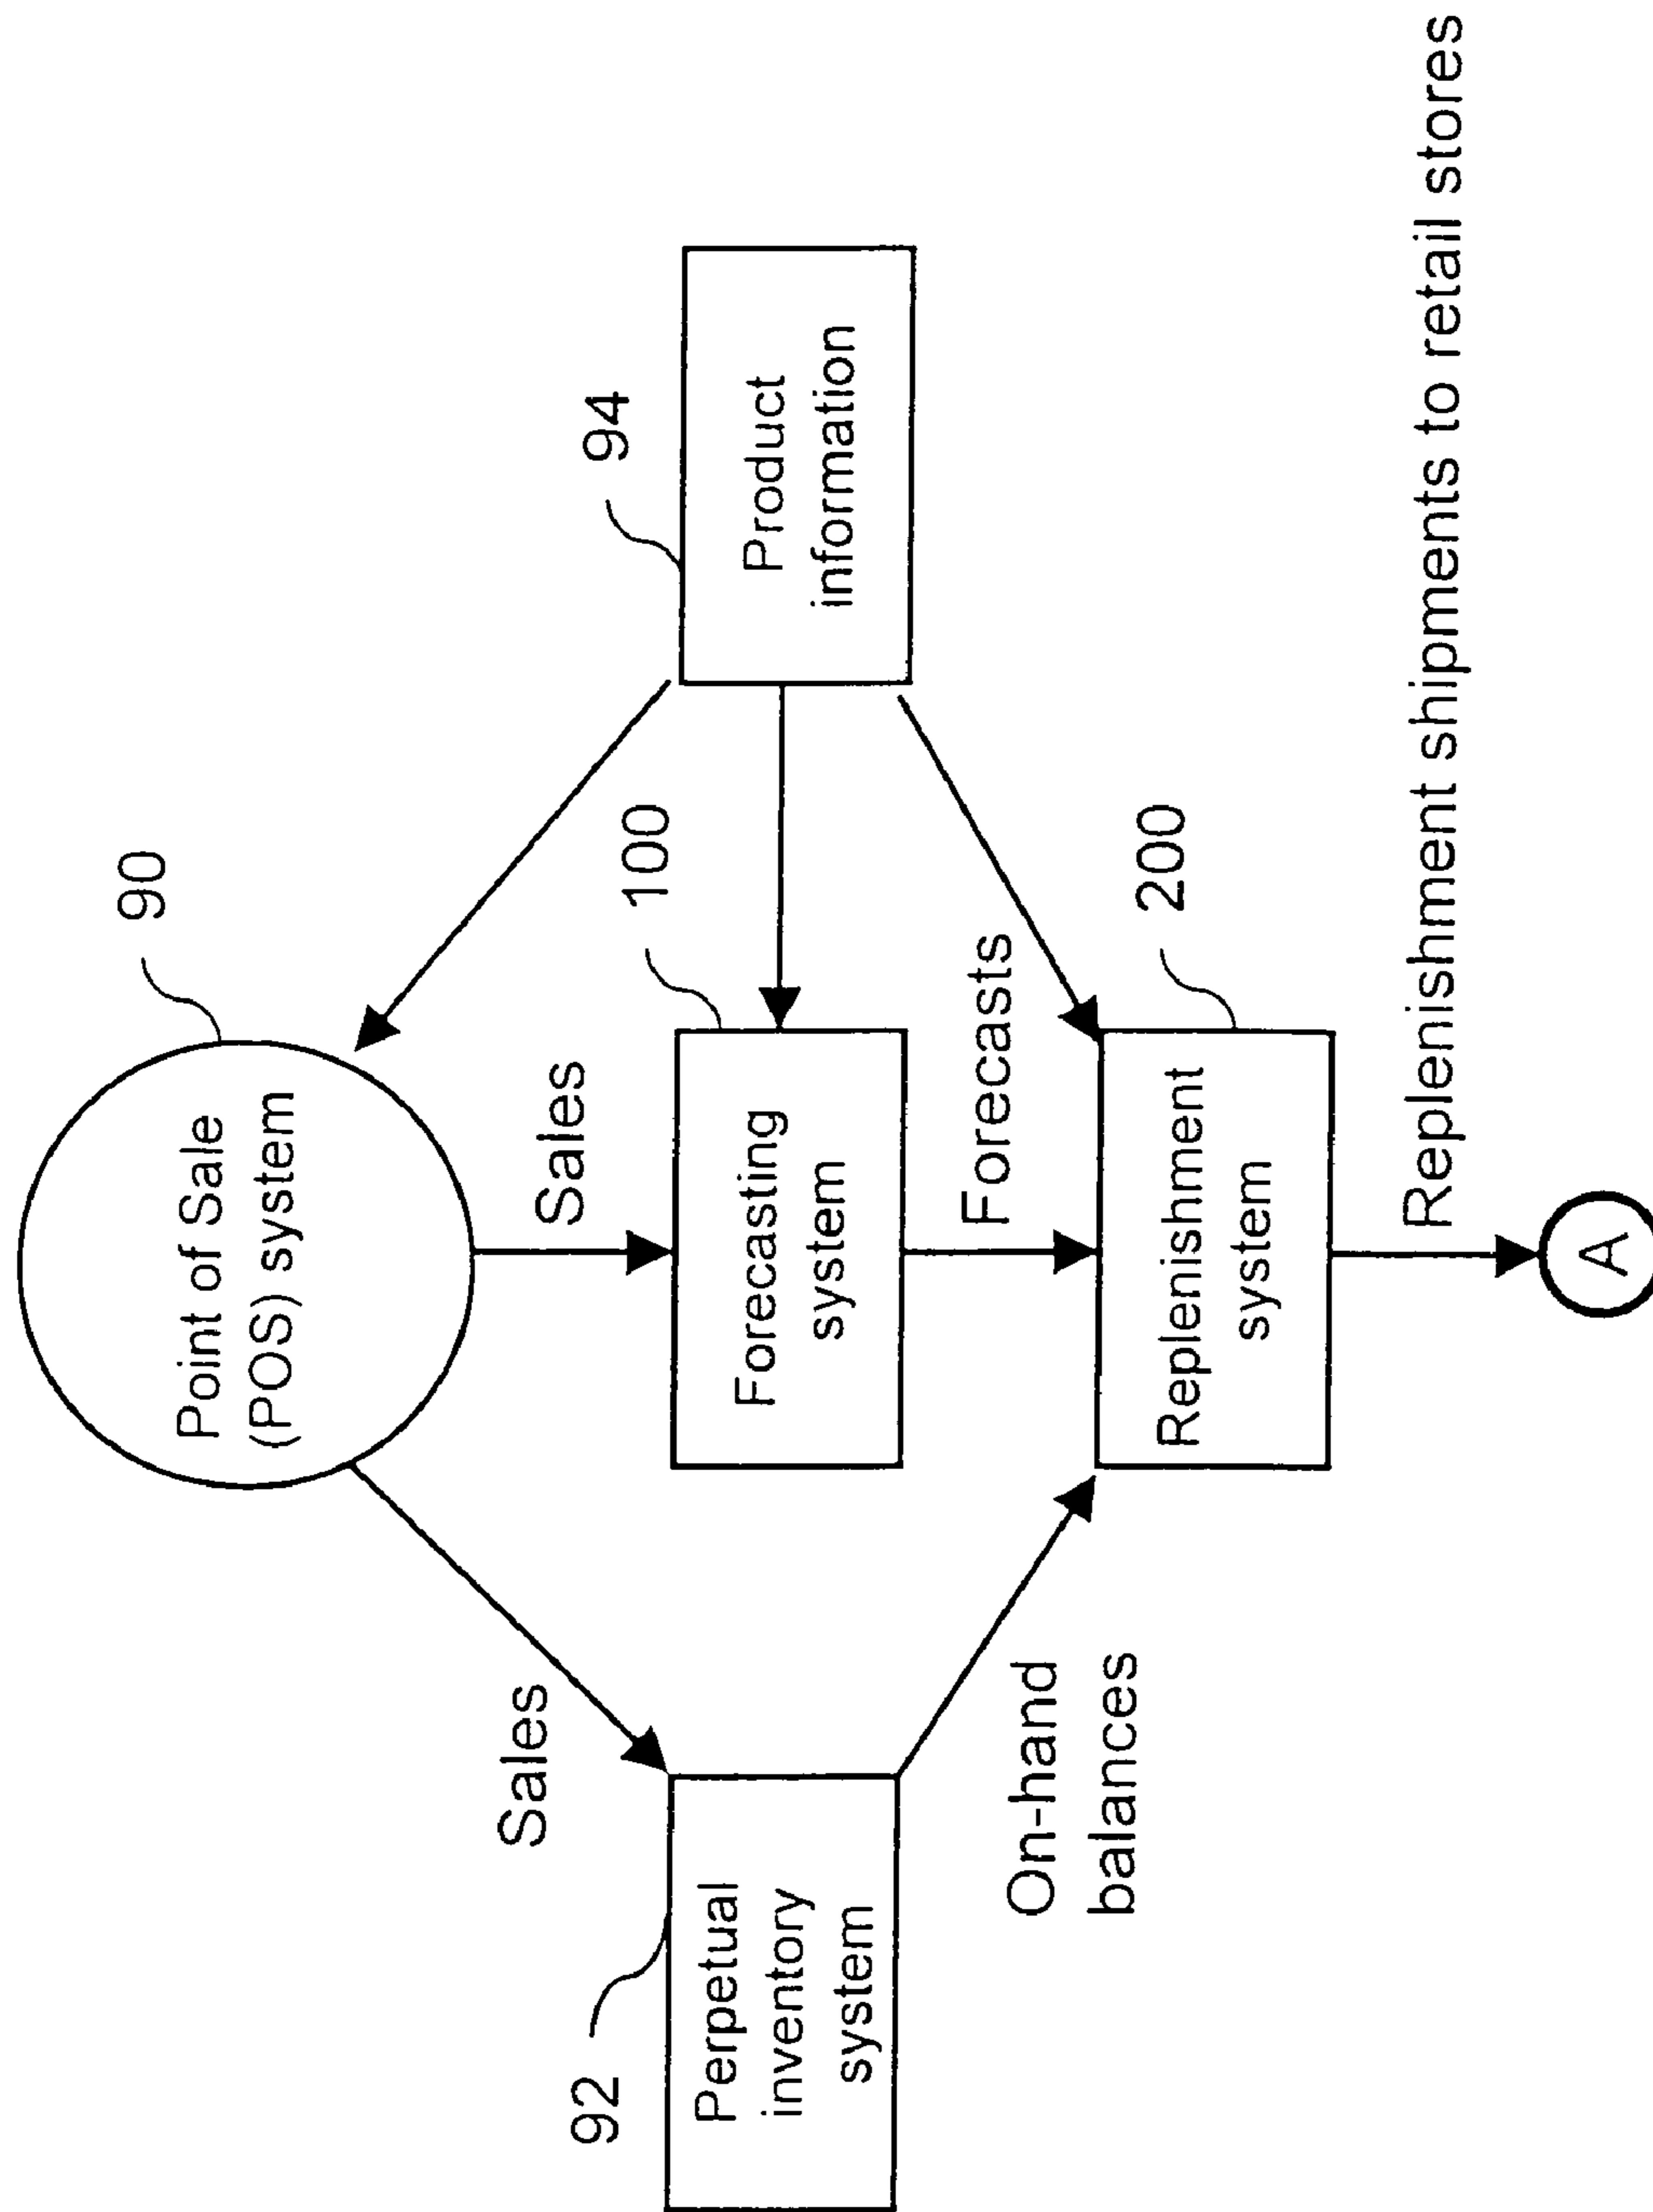 90
Point of Sale
(POS) system
Sales
Sales
92
Perpetual
inventory
system
100
Forecasting
system
94
Product
information
On-hand
balances
Forecasts
200
Replenishment
system
Replenishment shipments to retail stores
A